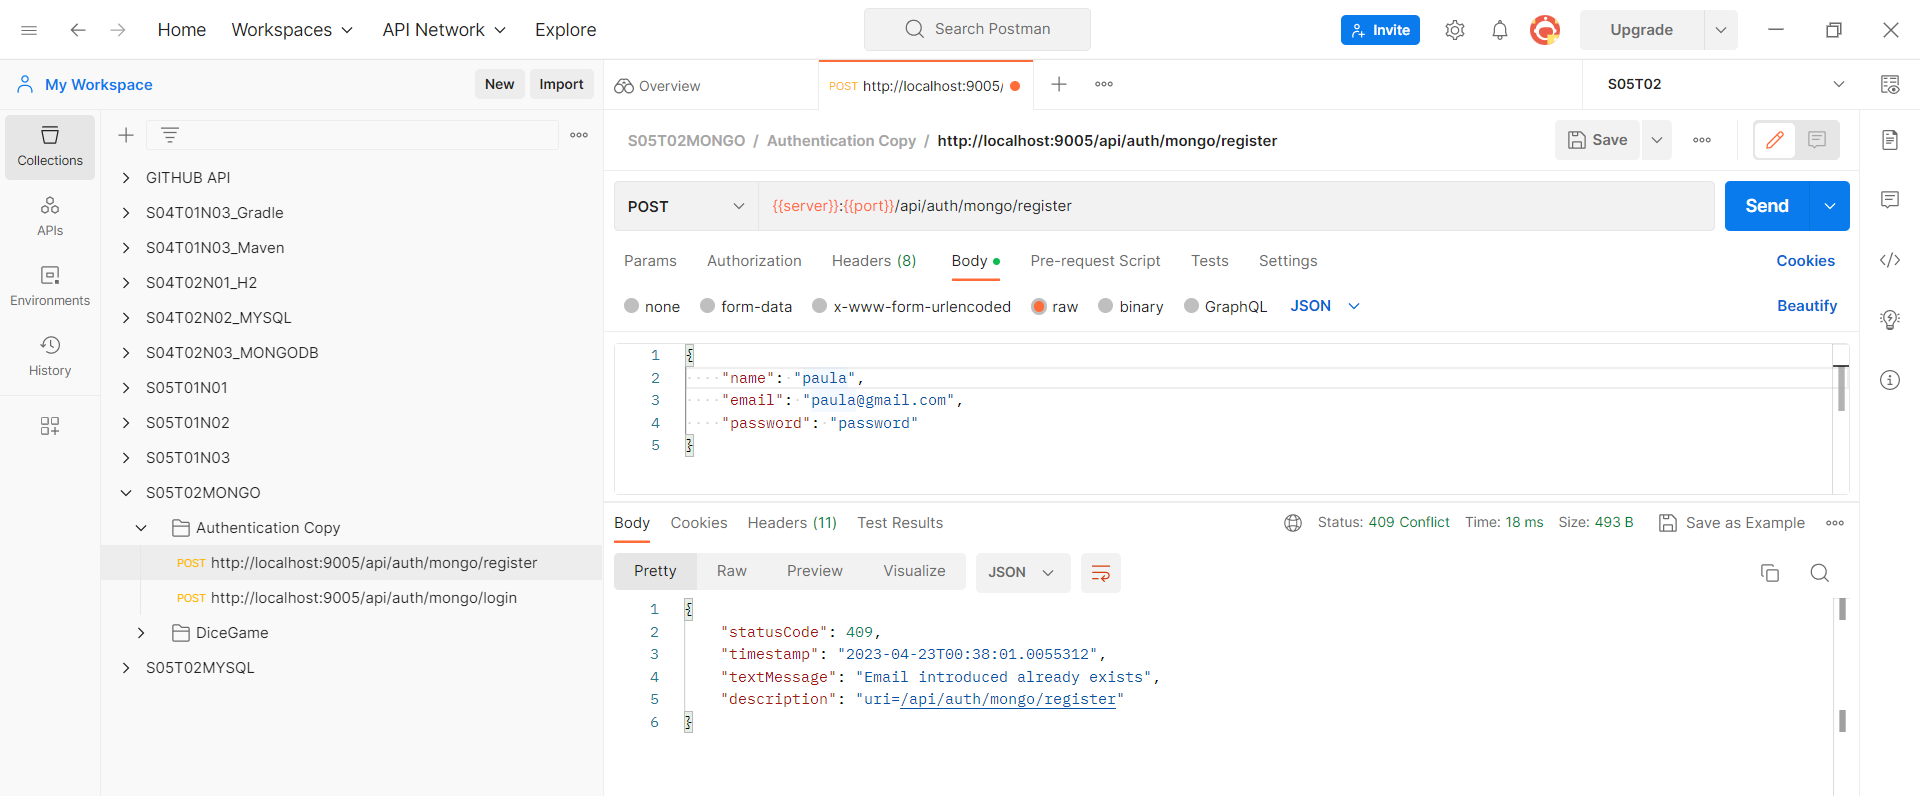 Home Workspaces API Network Explore Search Postman Invite Upgrade
My Workspace New Import
Overview POST http://localhost:9005/ S05T02
Collections
APIs
Environments
History
GITHUB API
S04T01N03_Gradle
S04T01N03_Maven
S04T02N01_H2
S04T02N02_MYSQL
S04T02N03_MONGODB
S05T01N01
S05T01N02
S05T01N03
S05T02MONGO
Authentication Copy
POST http://localhost:9005/api/auth/mongo/register
POST http://localhost:9005/api/auth/mongo/login
DiceGame
S05T02MYSQL
S05T02MONGO / Authentication Copy / http://localhost:9005/api/auth/mongo/register Save
POST {{server}}:{{port}}/api/auth/mongo/register Send
Params Authorization Headers (8) Body Pre-request Script Tests Settings Cookies
none form-data x-www-form-urlencoded raw binary GraphQL JSON Beautify
1 {
2 "name": "paula",
3 "email": "paula@gmail.com",
4 "password": "password"
5 }
Body Cookies Headers (11) Test Results Status: 409 Conflict Time: 18 ms Size: 493 B Save as Example
Pretty Raw Preview Visualize JSON
1 {
2 "statusCode": 409,
3 "timestamp": "2023-04-23T00:38:01.0055312",
4 "textMessage": "Email introduced already exists",
5 "description": "uri=/api/auth/mongo/register"
6 }